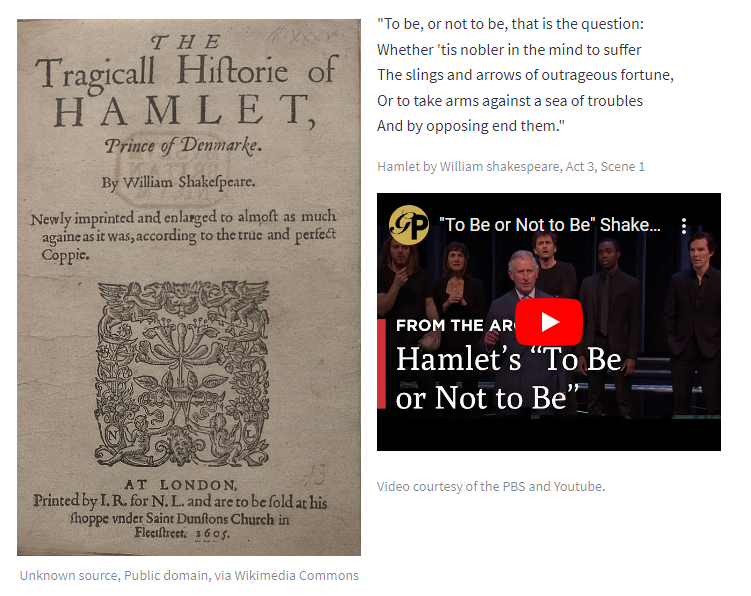 THE
Tragicall Hiſtorie of
HAMLET,
Prince of Denmarke.
By William Shakeſpeare.
Newly imprinted and enlarged to almoſt as much
againe as it was, according to the true and perfect
Coppie.
N L
AT LONDON,
Printed by I. R. for N. L. and are to be ſold at his
ſhoppe vnder Saint Dunſtons Church in
Fleetſtreet. 1605.
13
Unknown source, Public domain, via Wikimedia Commons
"To be, or not to be, that is the question:
Whether 'tis nobler in the mind to suffer
The slings and arrows of outrageous fortune,
Or to take arms against a sea of troubles
And by opposing end them."
Hamlet by William shakespeare, Act 3, Scene 1
GP
"To Be or Not to Be" Shake...
FROM THE AR
Hamlet's “To Be
or Not to Be”
Video courtesy of the PBS and Youtube.